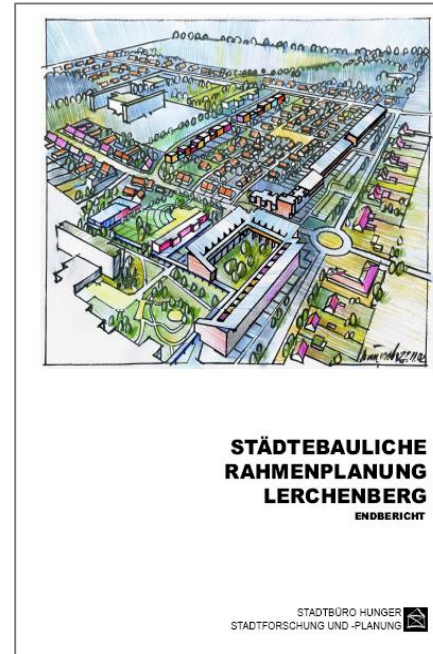 STÄDTEBAULICHE
RAHMENPLANUNG
LERCHENBERG
ENDBERICHT
STADTBÜRO HUNGER
STADTFORSCHUNG UND -PLANUNG